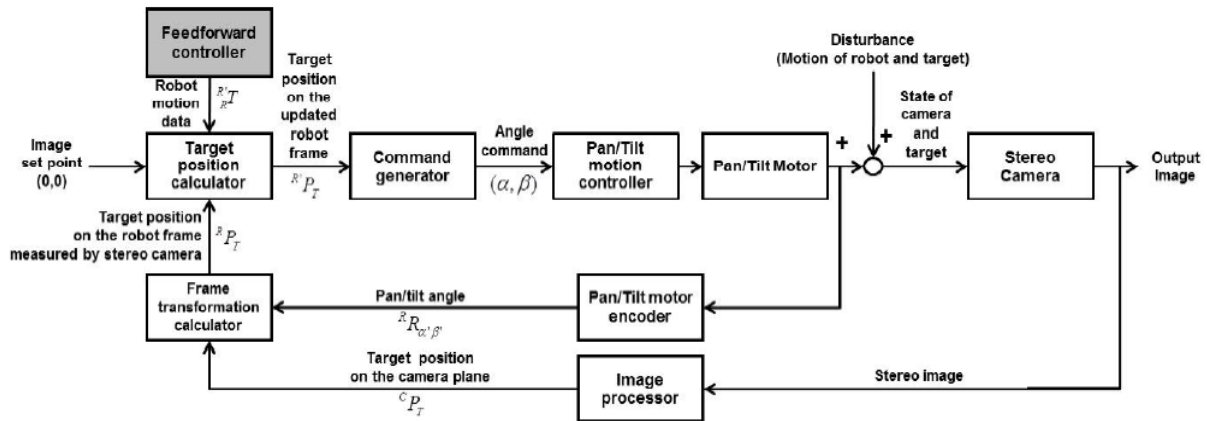 Feedforward
controller
Robot
motion
data
R'
R T
Target
position
on the
updated
robot
frame
Disturbance
(Motion of robot and target)
State of
camera
and
target
Image
set point
(0,0)
Target
position
calculator
R'P_T
Command
generator
Angle
command
(α, β)
Pan/Tilt
motion
controller
Pan/Tilt Motor
+
+
Stereo
Camera
Output
Image
Target position
on the robot frame
measured by stereo camera
R P_T
Frame
transformation
calculator
Pan/tilt angle
R R_α'β'
Pan/Tilt motor
encoder
Target position
on the camera plane
C P_T
Image
processor
Stereo image